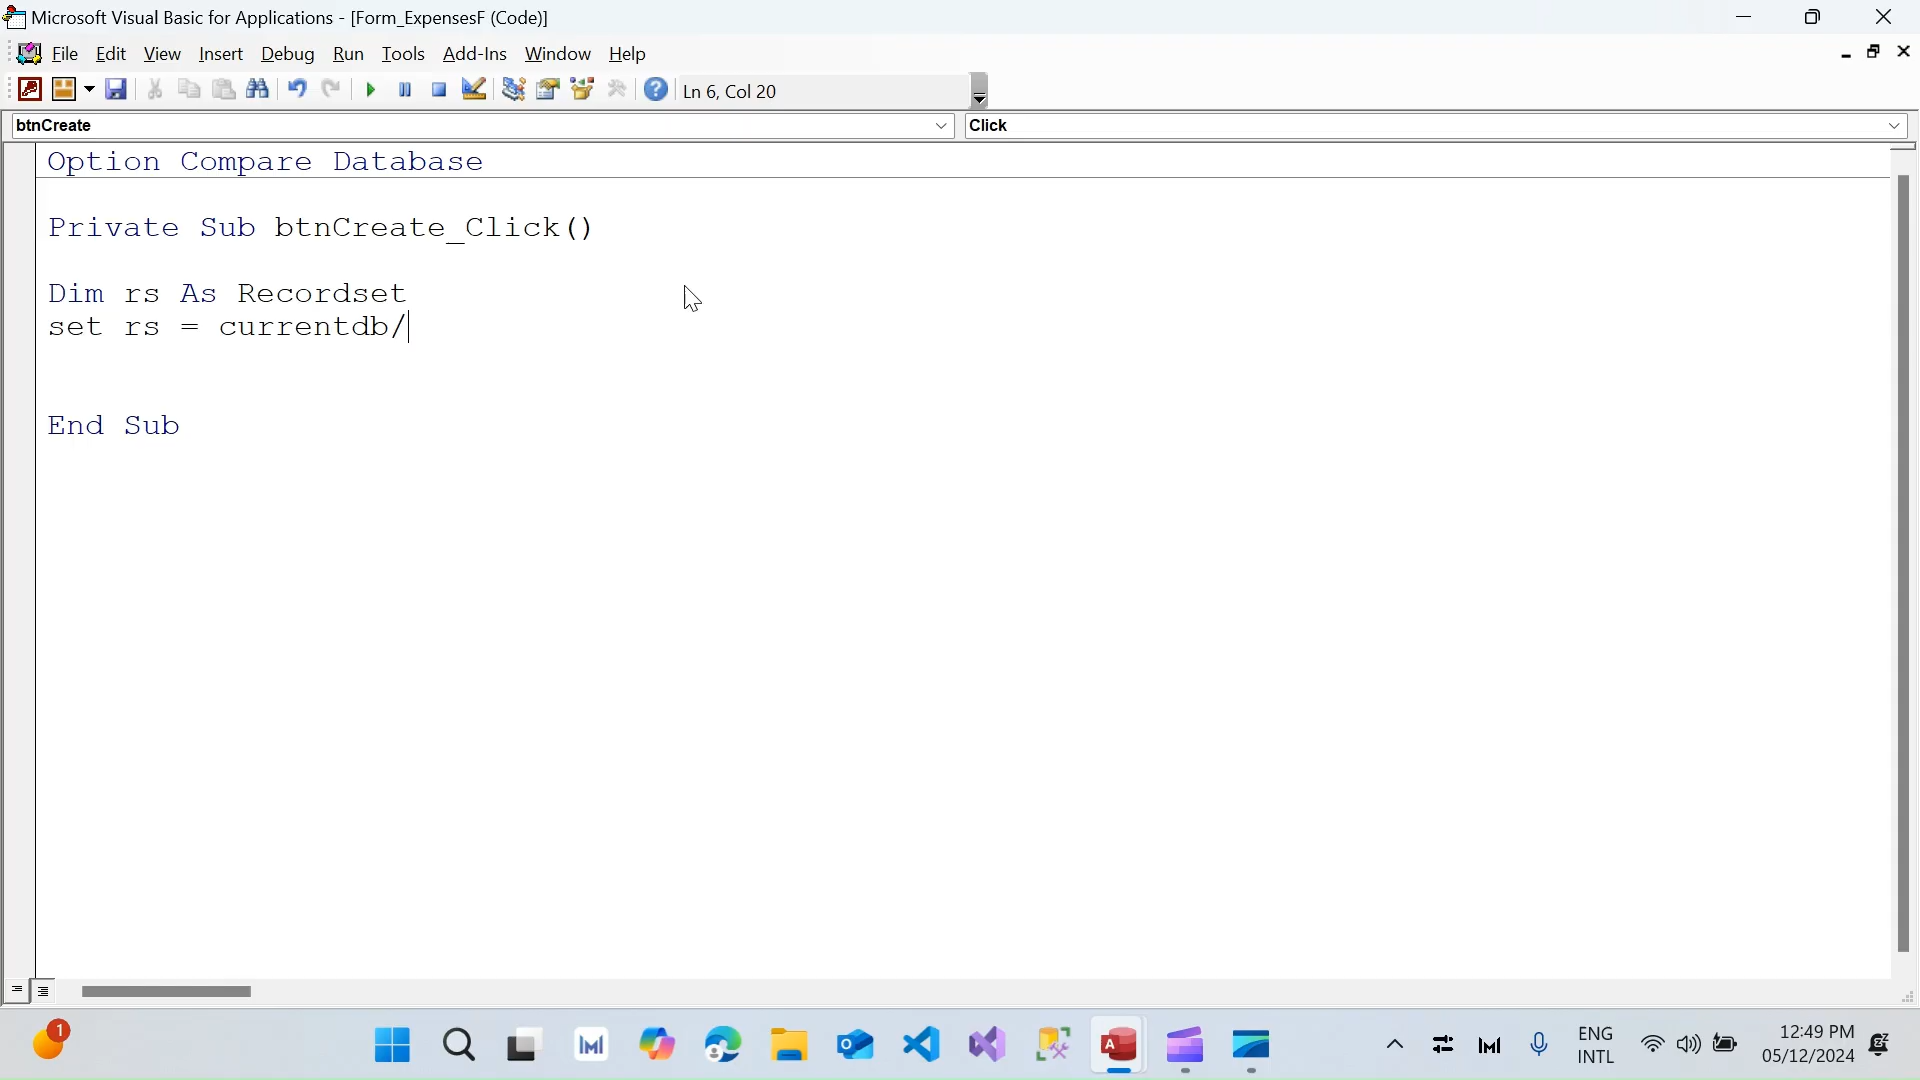 Microsoft Visual Basic for Applications - [Form_ExpensesF (Code)]
File Edit View Insert Debug Run Tools Add-Ins Window Help
Ln 6, Col 20
btnCreate
Click
Option Compare Database
Private Sub btnCreate_Click()
Dim rs As Recordset
set rs = currentdb/
End Sub
1
ENG
INTL
12:49 PM
05/12/2024